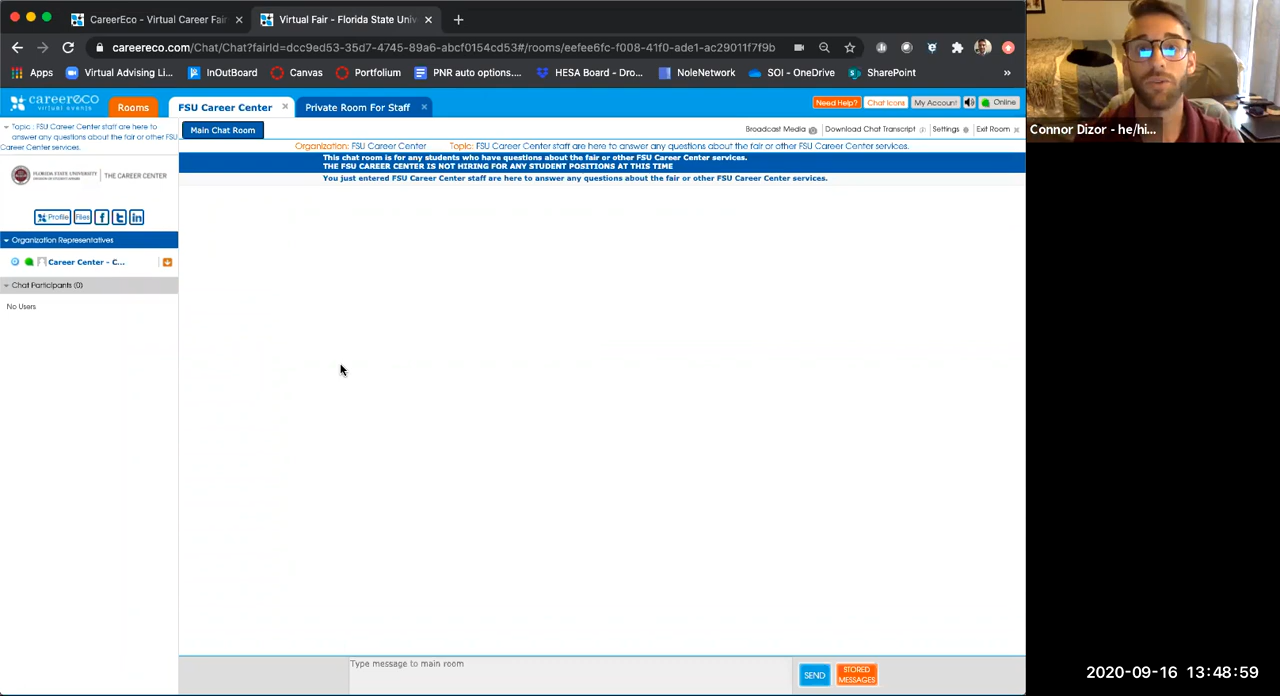 CareerEco - Virtual Career Fair
Virtual Fair - Florida State Uni
careereco.com/Chat/Chat?fairId=dcc9ed53-35d7-4745-89a6-abcf0154cd53#/rooms/eefee6fc-f008-41f0-ade1-ac29011f7f9b
Apps Virtual Advising Li... InOutBoard Canvas Portfolium PNR auto options.... HESA Board - Dro... NoleNetwork SOI - OneDrive SharePoint »
careereco
virtual events
Rooms
FSU Career Center
Private Room For Staff
Need Help? Chat Icons My Account Online
Topic: FSU Career Center staff are here to
answer any questions about the fair or other FSU
Career Center services.
Main Chat Room
Broadcast Media Download Chat Transcript Settings Exit Room
Organization: FSU Career Center Topic: FSU Career Center staff are here to answer any questions about the fair or other FSU Career Center services.
This chat room is for any students who have questions about the fair or other FSU Career Center services.
THE FSU CAREER CENTER IS NOT HIRING FOR ANY STUDENT POSITIONS AT THIS TIME
You just entered FSU Career Center staff are here to answer any questions about the fair or other FSU Career Center services.
FLORIDA STATE UNIVERSITY THE CAREER CENTER
Profile Files
Organization Representatives
Career Center - C...
Chat Participants (0)
No Users
Type message to main room
SEND
STORED
MESSAGES
Connor Dizor - he/hi...
2020-09-16 13:48:59